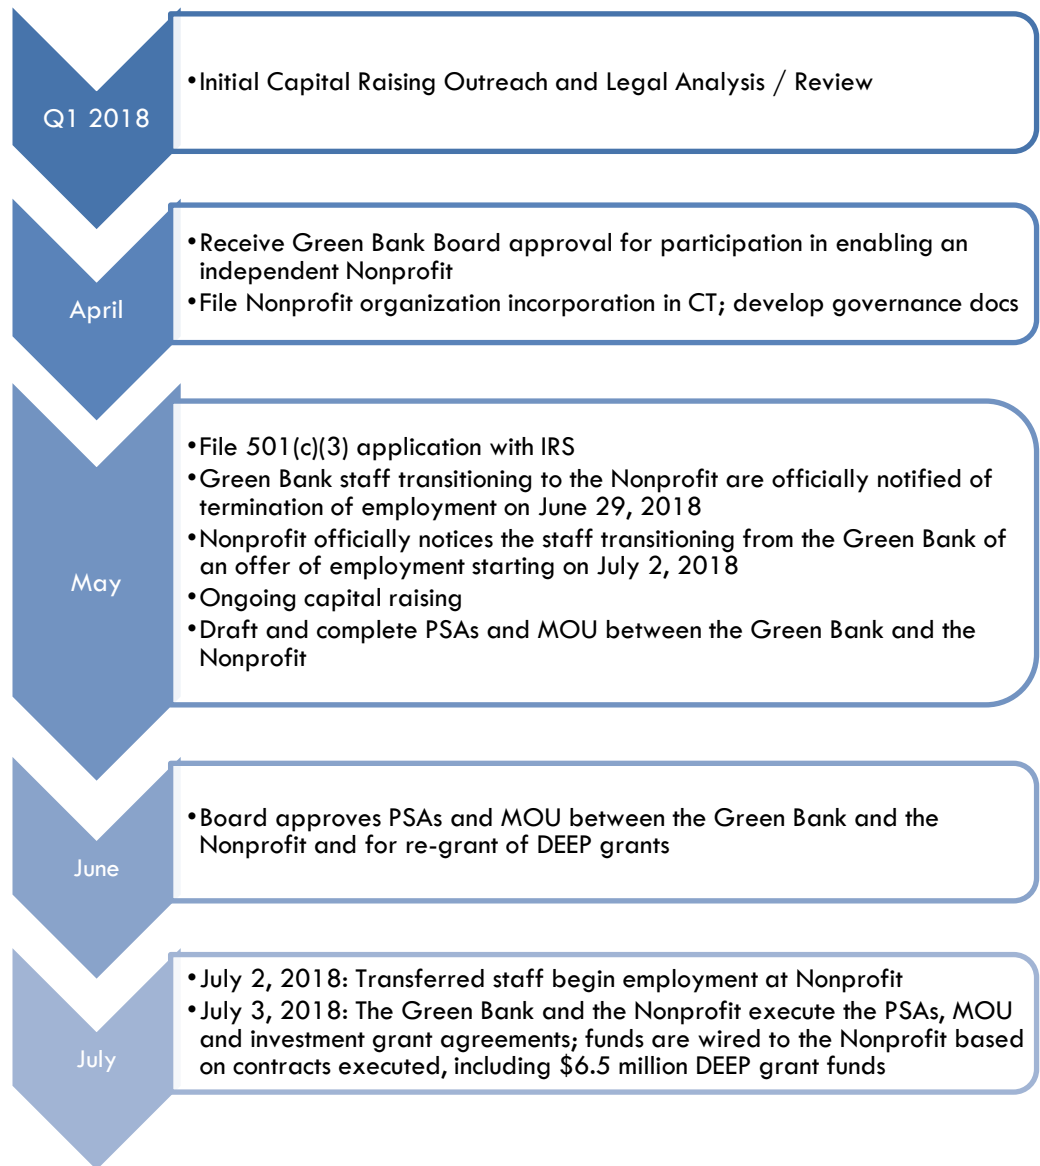 Q1 2018
•Initial Capital Raising Outreach and Legal Analysis / Review
April
•Receive Green Bank Board approval for participation in enabling an
independent Nonprofit
•File Nonprofit organization incorporation in CT; develop governance docs
May
•File 501(c)(3) application with IRS
•Green Bank staff transitioning to the Nonprofit are officially notified of
termination of employment on June 29, 2018
•Nonprofit officially notices the staff transitioning from the Green Bank of
an offer of employment starting on July 2, 2018
•Ongoing capital raising
•Draft and complete PSAs and MOU between the Green Bank and the
Nonprofit
June
•Board approves PSAs and MOU between the Green Bank and the
Nonprofit and for re-grant of DEEP grants
July
•July 2, 2018: Transferred staff begin employment at Nonprofit
•July 3, 2018: The Green Bank and the Nonprofit execute the PSAs, MOU
and investment grant agreements; funds are wired to the Nonprofit based
on contracts executed, including $6.5 million DEEP grant funds